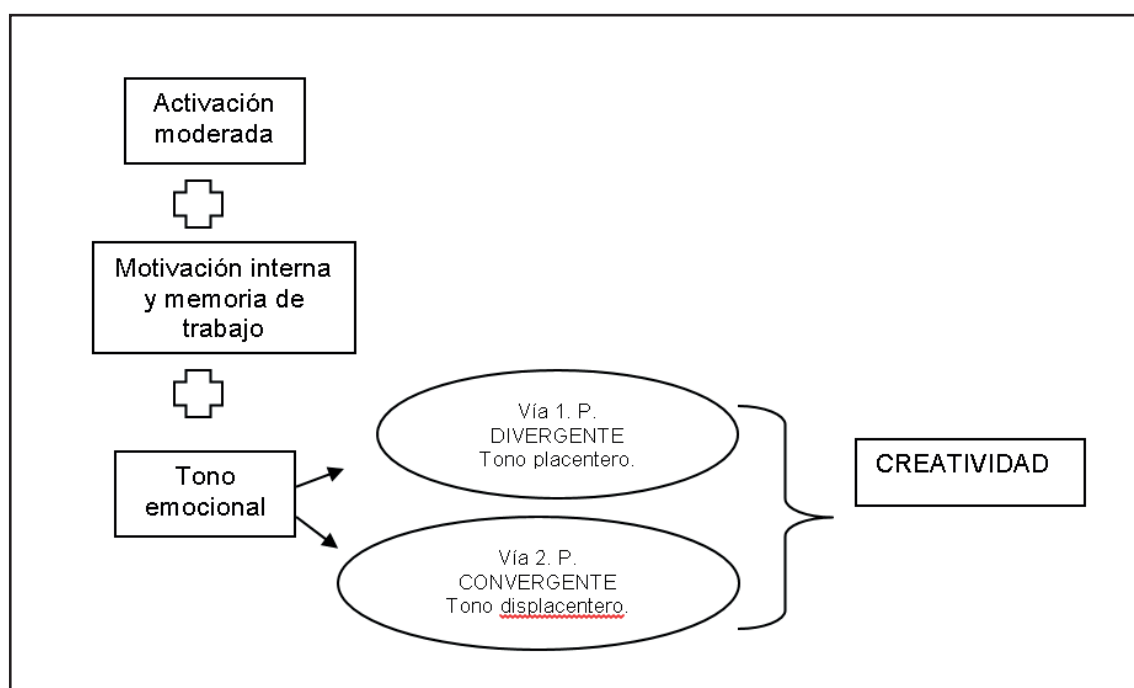 Activación
moderada
Motivación interna
y memoria de
trabajo
Tono
emocional
Vía 1. P.
DIVERGENTE
Tono placentero.
Vía 2. P.
CONVERGENTE
Tono displacentero.
CREATIVIDAD